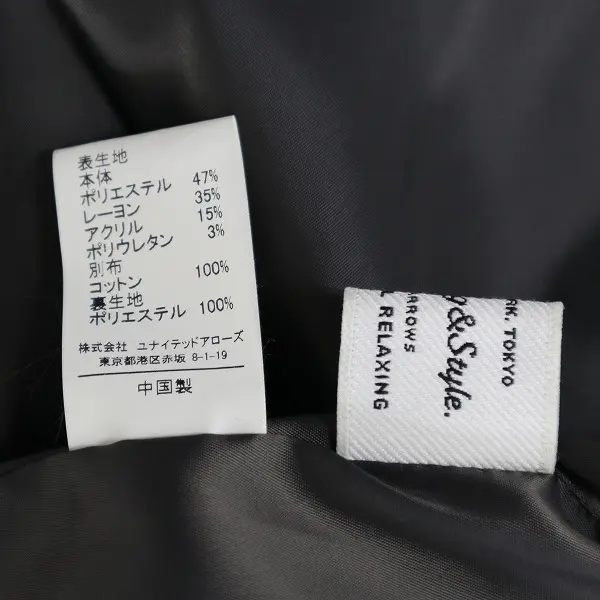 表生地
本体
ポリエステル 47%
レーヨン 35%
アクリル 15%
ポリウレタン 3%
別布
コットン 100%
裏生地
ポリエステル 100%
株式会社 ユナイテッドアローズ
東京都港区赤坂 8-1-19
中国製
TOKYO
&Style.
RELAXING